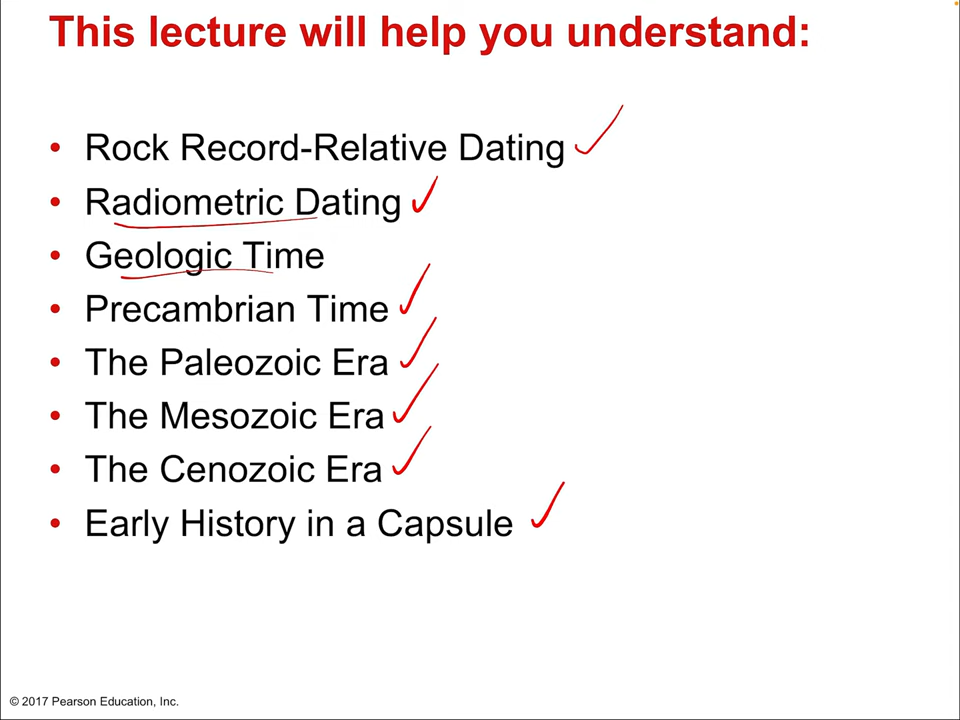 This lecture will help you understand:
• Rock Record-Relative Dating
• Radiometric Dating
• Geologic Time
• Precambrian Time
• The Paleozoic Era
• The Mesozoic Era
• The Cenozoic Era
• Early History in a Capsule
© 2017 Pearson Education, Inc.